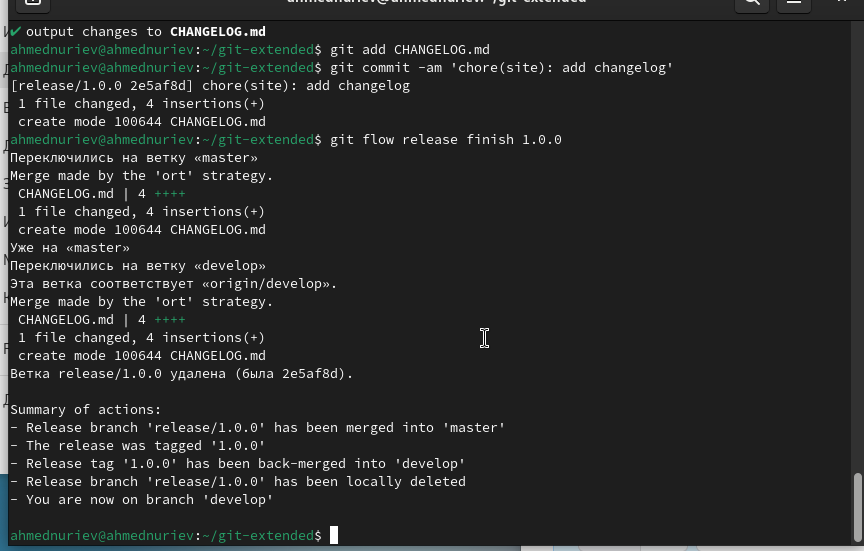 ✔ output changes to CHANGELOG.md
ahmednuriev@ahmednuriev:~/git-extended$ git add CHANGELOG.md
ahmednuriev@ahmednuriev:~/git-extended$ git commit -am 'chore(site): add changelog'
[release/1.0.0 2e5af8d] chore(site): add changelog
 1 file changed, 4 insertions(+)
 create mode 100644 CHANGELOG.md
ahmednuriev@ahmednuriev:~/git-extended$ git flow release finish 1.0.0
Переключились на ветку «master»
Merge made by the 'ort' strategy.
 CHANGELOG.md | 4 ++++
 1 file changed, 4 insertions(+)
 create mode 100644 CHANGELOG.md
Уже на «master»
Переключились на ветку «develop»
Эта ветка соответствует «origin/develop».
Merge made by the 'ort' strategy.
 CHANGELOG.md | 4 ++++
 1 file changed, 4 insertions(+)
 create mode 100644 CHANGELOG.md
Ветка release/1.0.0 удалена (была 2e5af8d).

Summary of actions:
- Release branch 'release/1.0.0' has been merged into 'master'
- The release was tagged '1.0.0'
- Release tag '1.0.0' has been back-merged into 'develop'
- Release branch 'release/1.0.0' has been locally deleted
- You are now on branch 'develop'

ahmednuriev@ahmednuriev:~/git-extended$